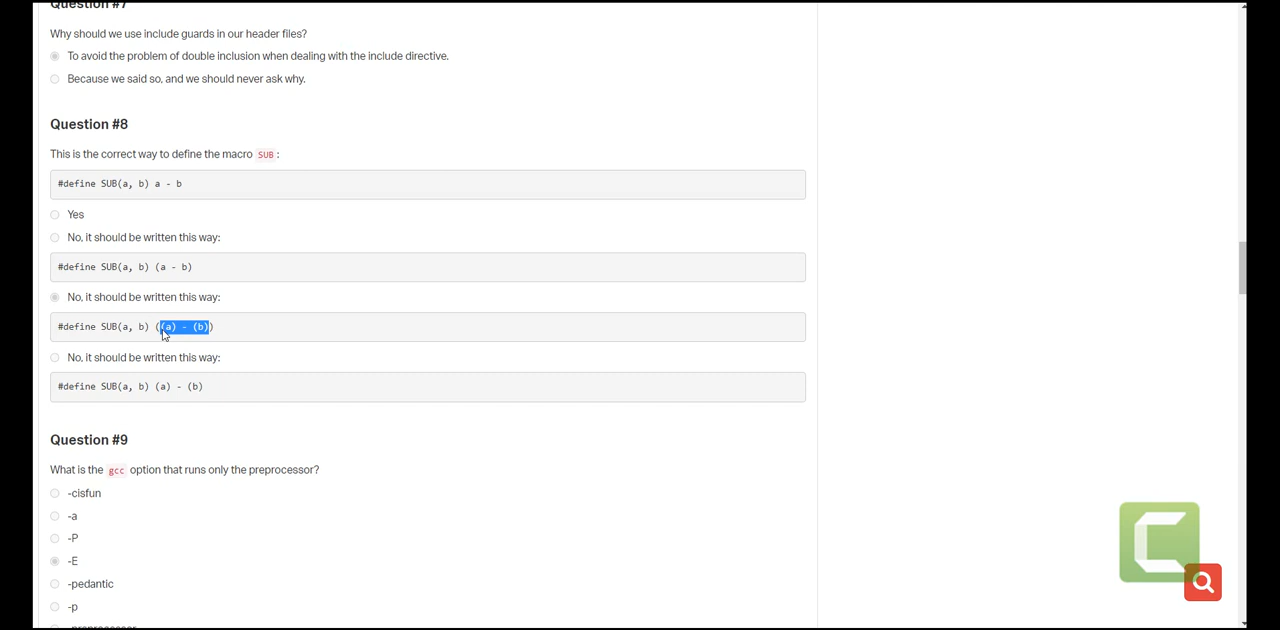 Question #7
Why should we use include guards in our header files?
To avoid the problem of double inclusion when dealing with the include directive.
Because we said so, and we should never ask why.
Question #8
This is the correct way to define the macro SUB :
#define SUB(a, b) a - b
Yes
No, it should be written this way:
#define SUB(a, b) (a - b)
No, it should be written this way:
#define SUB(a, b) ((a) - (b))
No, it should be written this way:
#define SUB(a, b) (a) - (b)
Question #9
What is the gcc option that runs only the preprocessor?
-cisfun
-a
-P
-E
-pedantic
-p
-preprocessor